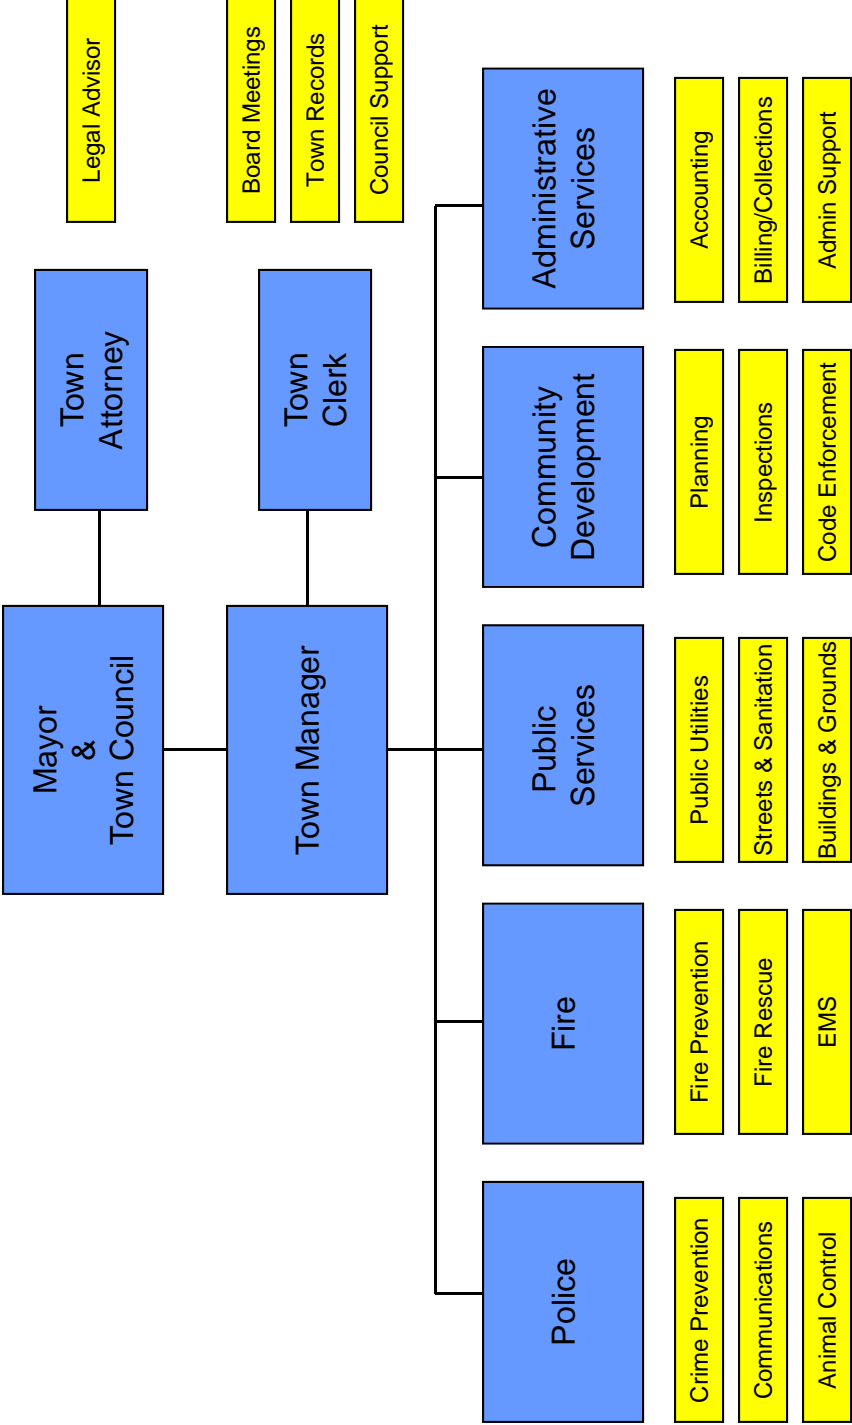 Mayor
&
Town Council
Town
Attorney
Legal Advisor
Town Manager
Town
Clerk
Board Meetings
Town Records
Council Support
Police
Fire
Public
Services
Community
Development
Administrative
Services
Crime Prevention
Communications
Animal Control
Fire Prevention
Fire Rescue
EMS
Public Utilities
Streets & Sanitation
Buildings & Grounds
Planning
Inspections
Code Enforcement
Accounting
Billing/Collections
Admin Support